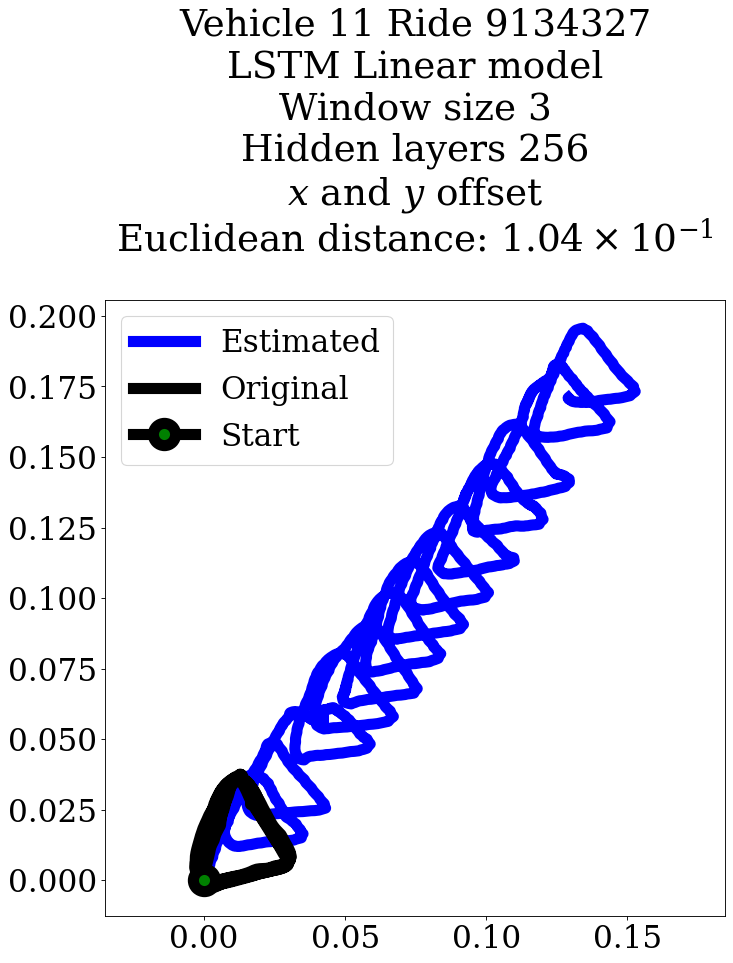 Vehicle 11 Ride 9134327
LSTM Linear model
Window size 3
Hidden layers 256
x and y offset
Euclidean distance: 1.04 × 10⁻¹
Estimated
Original
Start
0.200
0.175
0.150
0.125
0.100
0.075
0.050
0.025
0.000
0.00 0.05 0.10 0.15